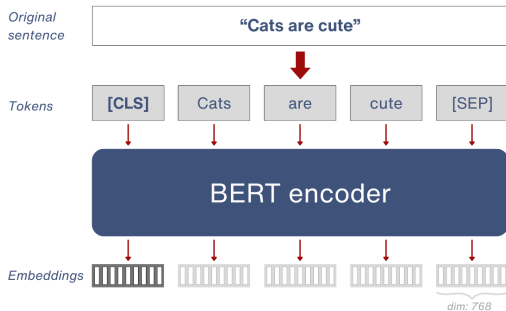 Original
sentence
“Cats are cute”
Tokens
[CLS] Cats are cute [SEP]
BERT encoder
Embeddings
dim: 768